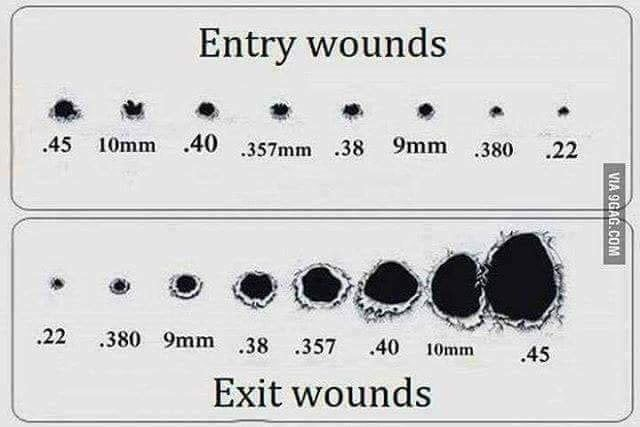 Entry wounds
.45 10mm .40 .357mm .38 9mm .380 .22
VIA 9GAG.COM
.22 .380 9mm .38 .357 .40 10mm .45
Exit wounds